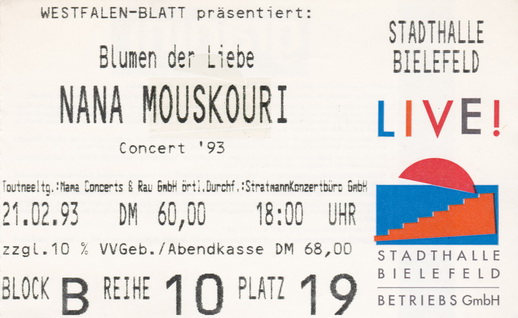 WESTFALEN-BLATT präsentiert:
Blumen der Liebe
NANA MOUSKOURI
Concert '93
Toutneeltg.:Mama Concerts & Rau GmbH örtl.Durchf.:StratmannKonzertbüro GmbH
21.02.93 DM 60,00 18:00 UHR
zzgl.10 % VVGeb./Abendkasse DM 68,00
BLOCK B REIHE 10 PLATZ 19
STADTHALLE
BIELEFELD
LIVE!
STADTHALLE
BIELEFELD
BETRIEBS GmbH